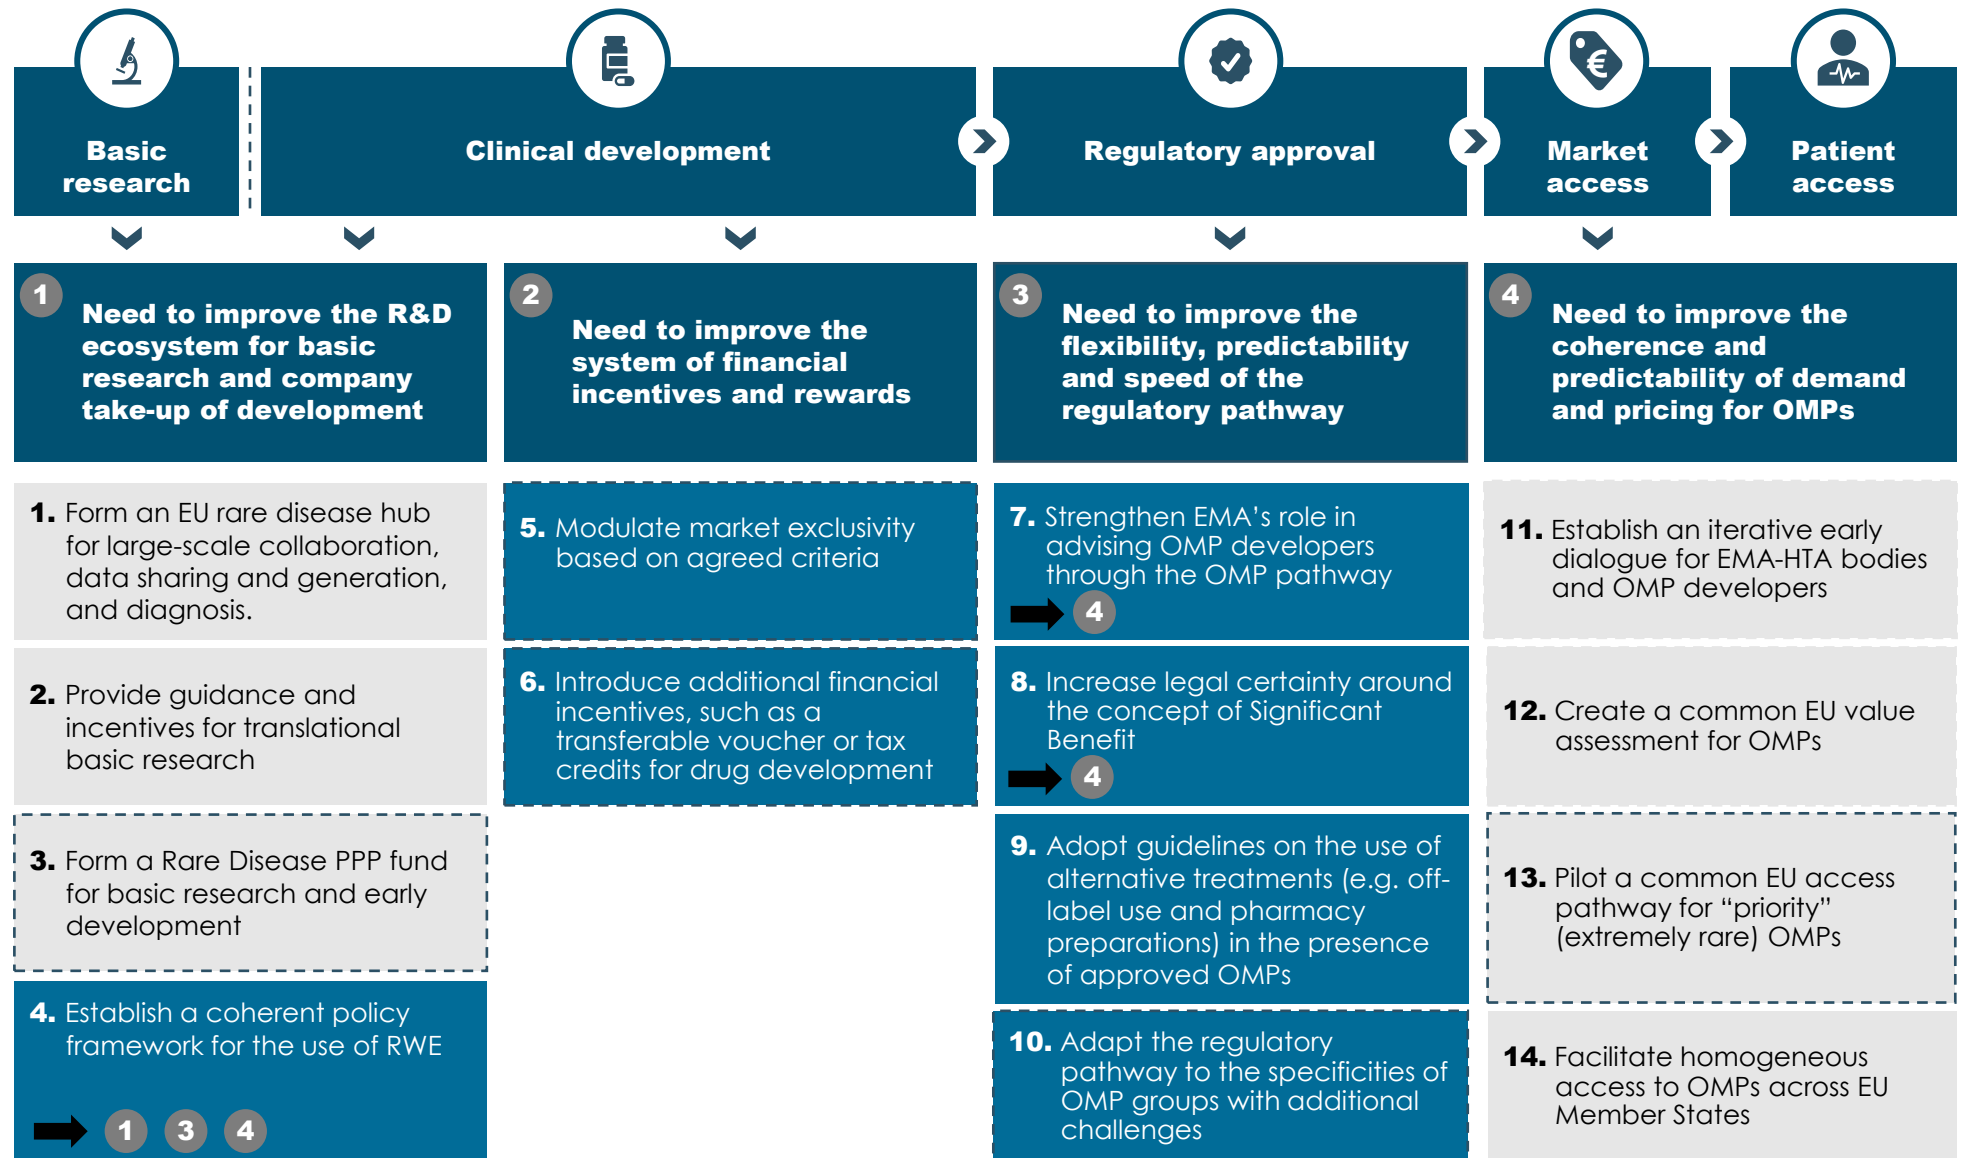 Basic
research
Clinical development
Regulatory approval
Market
access
Patient
access
1
Need to improve the R&D
ecosystem for basic
research and company
take-up of development
2
Need to improve the
system of financial
incentives and rewards
3
Need to improve the
flexibility, predictability
and speed of the
regulatory pathway
4
Need to improve the
coherence and
predictability of demand
and pricing for OMPs
1. Form an EU rare disease hub
for large-scale collaboration,
data sharing and generation,
and diagnosis.
2. Provide guidance and
incentives for translational
basic research
3. Form a Rare Disease PPP fund
for basic research and early
development
4. Establish a coherent policy
framework for the use of RWE
1 3 4
5. Modulate market exclusivity
based on agreed criteria
6. Introduce additional financial
incentives, such as a
transferable voucher or tax
credits for drug development
7. Strengthen EMA’s role in
advising OMP developers
through the OMP pathway
4
8. Increase legal certainty around
the concept of Significant
Benefit
4
9. Adopt guidelines on the use of
alternative treatments (e.g. off-
label use and pharmacy
preparations) in the presence
of approved OMPs
10. Adapt the regulatory
pathway to the specificities of
OMP groups with additional
challenges
11. Establish an iterative early
dialogue for EMA-HTA bodies
and OMP developers
12. Create a common EU value
assessment for OMPs
13. Pilot a common EU access
pathway for “priority”
(extremely rare) OMPs
14. Facilitate homogeneous
access to OMPs across EU
Member States